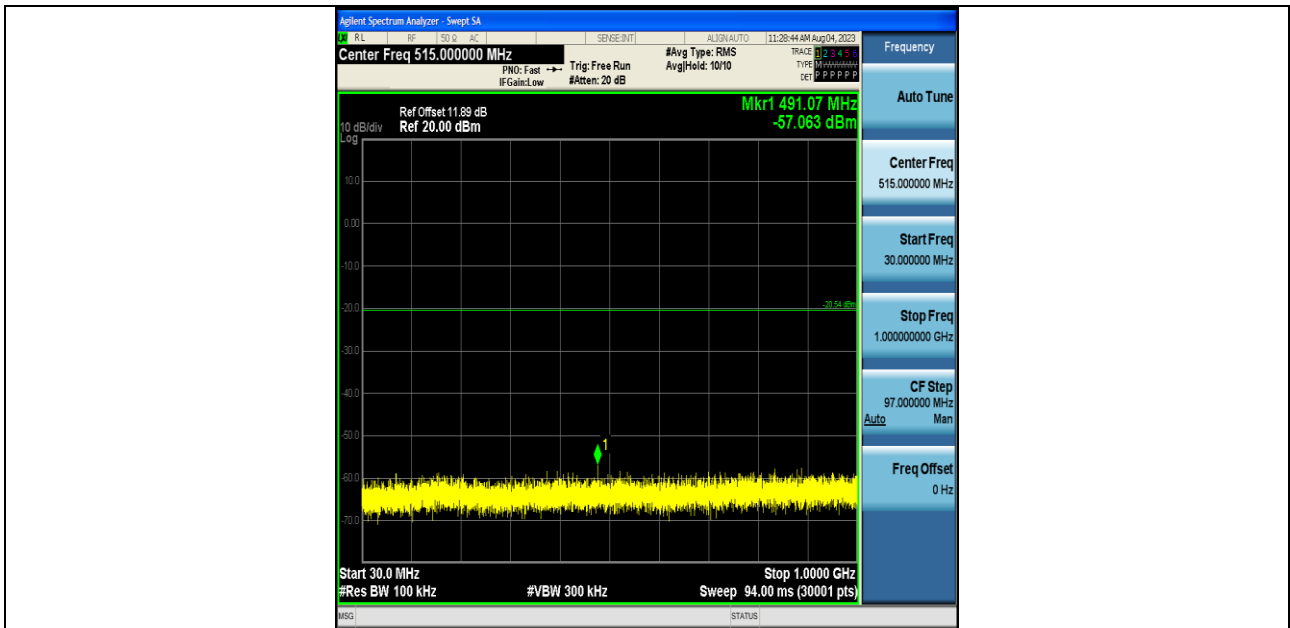 Agilent Spectrum Analyzer - Swept SA
RL RF 50 Ω AC SENSE:INT ALIGN AUTO 11:28:44 AM Aug 04, 2023
Center Freq 515.000000 MHz
PNO: Fast
IFGain:Low
Trig: Free Run
#Atten: 20 dB
#Avg Type: RMS
Avg|Hold: 10/10
TRACE 1 2 3 4 5 6
TYPE M
DET P P P P P P
Mkr1 491.07 MHz
-57.063 dBm
Ref Offset 11.89 dB
10 dB/div Ref 20.00 dBm
Log
10.0
0.00
-10.0
-20.0
-20.54 dBm
-30.0
-40.0
-50.0
1
-60.0
-70.0
Start 30.0 MHz Stop 1.0000 GHz
#Res BW 100 kHz #VBW 300 kHz Sweep 94.00 ms (30001 pts)
MSG STATUS
Frequency
Auto Tune
Center Freq
515.000000 MHz
Start Freq
30.000000 MHz
Stop Freq
1.000000000 GHz
CF Step
97.000000 MHz
Auto Man
Freq Offset
0 Hz